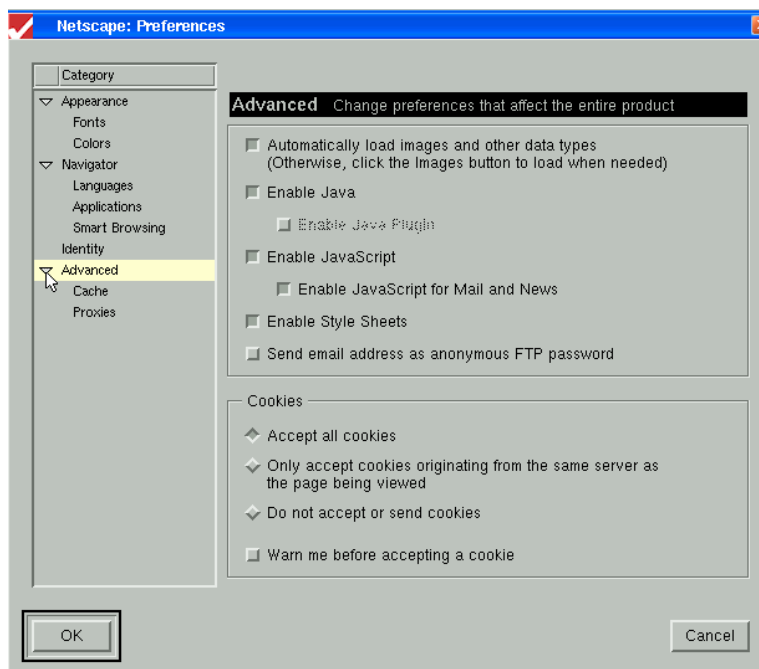 Netscape: Preferences
Category
Appearance
Fonts
Colors
Navigator
Languages
Applications
Smart Browsing
Identity
Advanced
Cache
Proxies
Advanced Change preferences that affect the entire product
Automatically load images and other data types
(Otherwise, click the Images button to load when needed)
Enable Java
Enable Java Plugin
Enable JavaScript
Enable JavaScript for Mail and News
Enable Style Sheets
Send email address as anonymous FTP password
Cookies
Accept all cookies
Only accept cookies originating from the same server as
the page being viewed
Do not accept or send cookies
Warn me before accepting a cookie
OK
Cancel